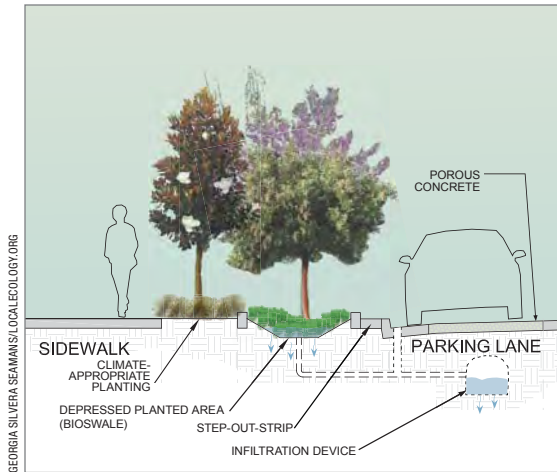 GEORGIA SILVERA SEAMANS/LOCALECOLOGY.ORG
POROUS
CONCRETE
SIDEWALK
PARKING LANE
CLIMATE-
APPROPRIATE
PLANTING
DEPRESSED PLANTED AREA
(BIOSWALE)
STEP-OUT-STRIP
INFILTRATION DEVICE